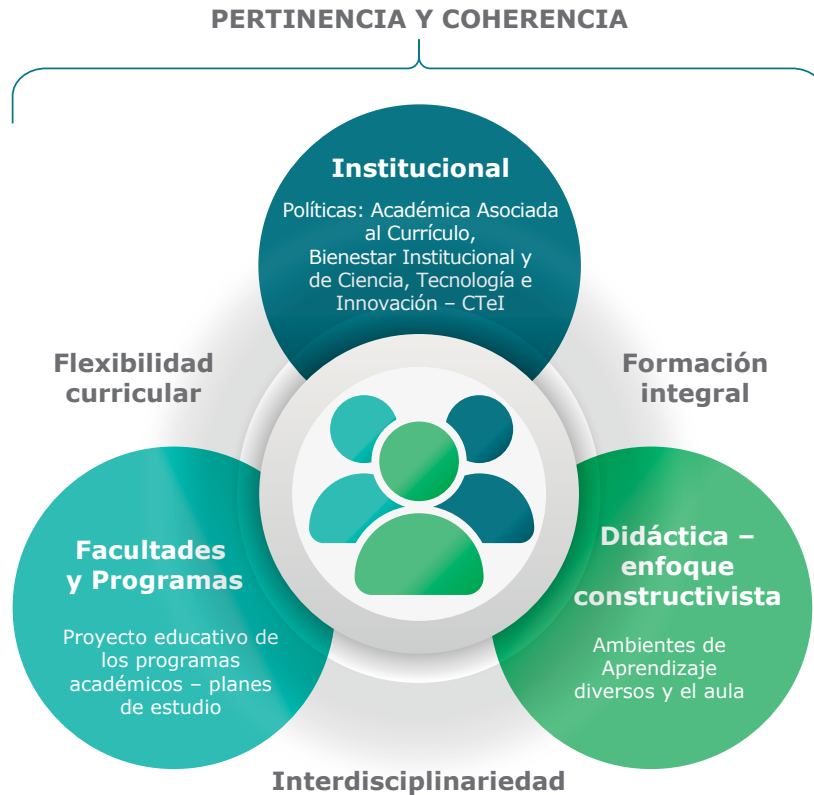 PERTINENCIA Y COHERENCIA
Institucional
Políticas: Académica Asociada
al Currículo,
Bienestar Institucional y
de Ciencia, Tecnología e
Innovación – CTeI
Flexibilidad
curricular
Formación
integral
Facultades
y Programas
Proyecto educativo de
los programas
académicos – planes
de estudio
Didáctica –
enfoque
constructivista
Ambientes de
Aprendizaje
diversos y el aula
Interdisciplinariedad